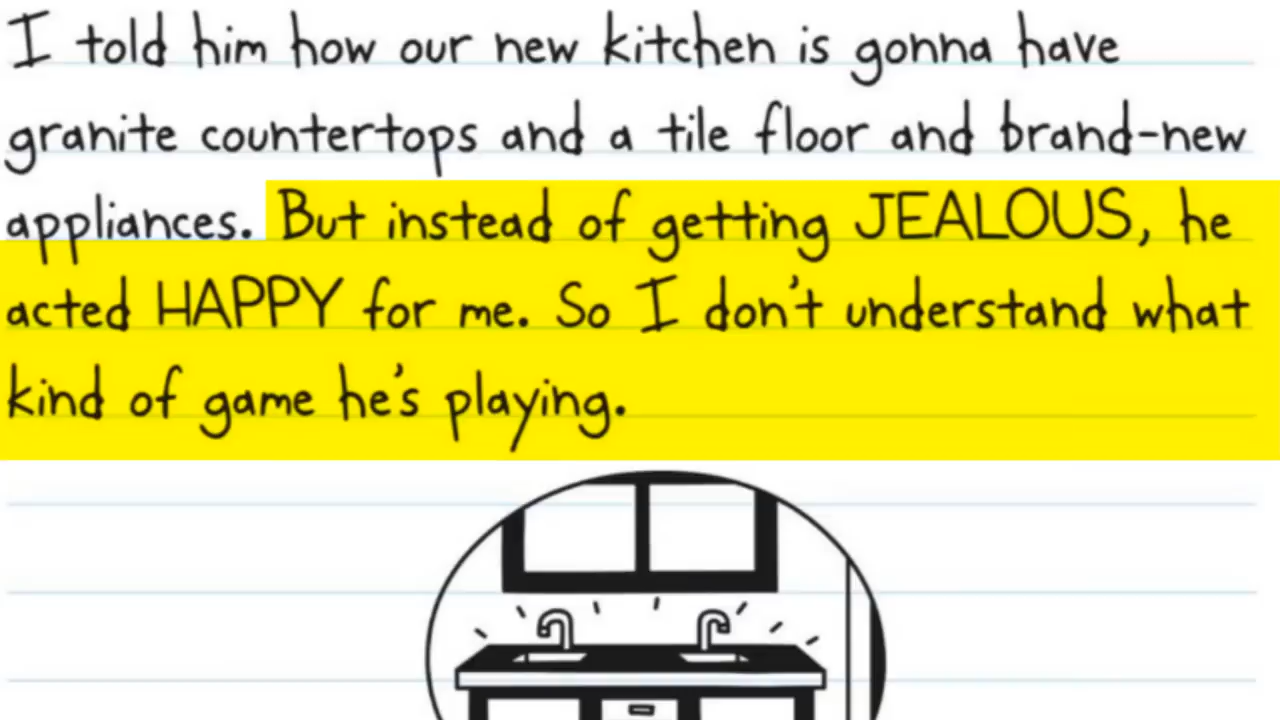 I told him how our new kitchen is gonna have
granite countertops and a tile floor and brand-new
appliances. But instead of getting JEALOUS, he
acted HAPPY for me. So I don't understand what
kind of game he's playing.